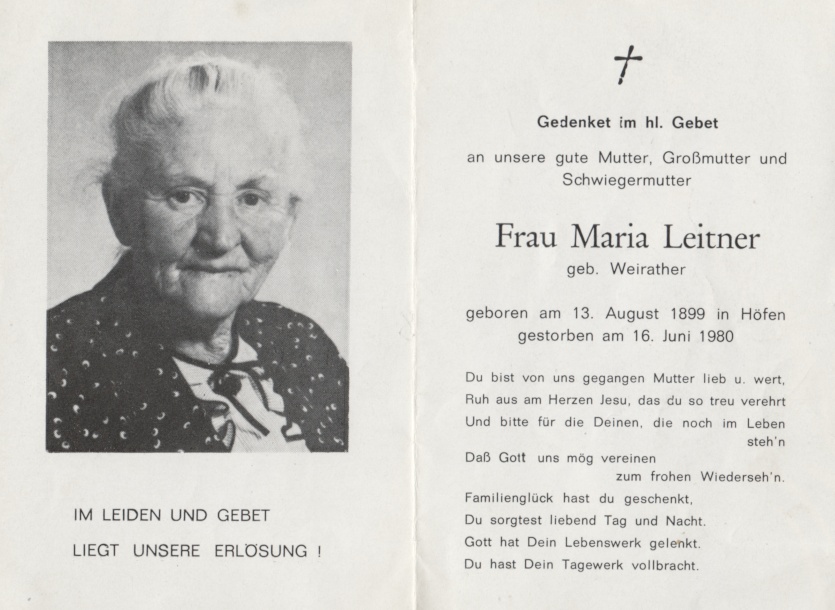 IM LEIDEN UND GEBET
LIEGT UNSERE ERLÖSUNG !
Gedenket im hl. Gebet
an unsere gute Mutter, Großmutter und
Schwiegermutter
Frau Maria Leitner
geb. Weirather
geboren am 13. August 1899 in Höfen
gestorben am 16. Juni 1980
Du bist von uns gegangen Mutter lieb u. wert,
Ruh aus am Herzen Jesu, das du so treu verehrt
Und bitte für die Deinen, die noch im Leben
steh'n
Daß Gott uns mög vereinen
zum frohen Wiederseh'n.
Familienglück hast du geschenkt,
Du sorgtest liebend Tag und Nacht.
Gott hat Dein Lebenswerk gelenkt.
Du hast Dein Tagewerk vollbracht.